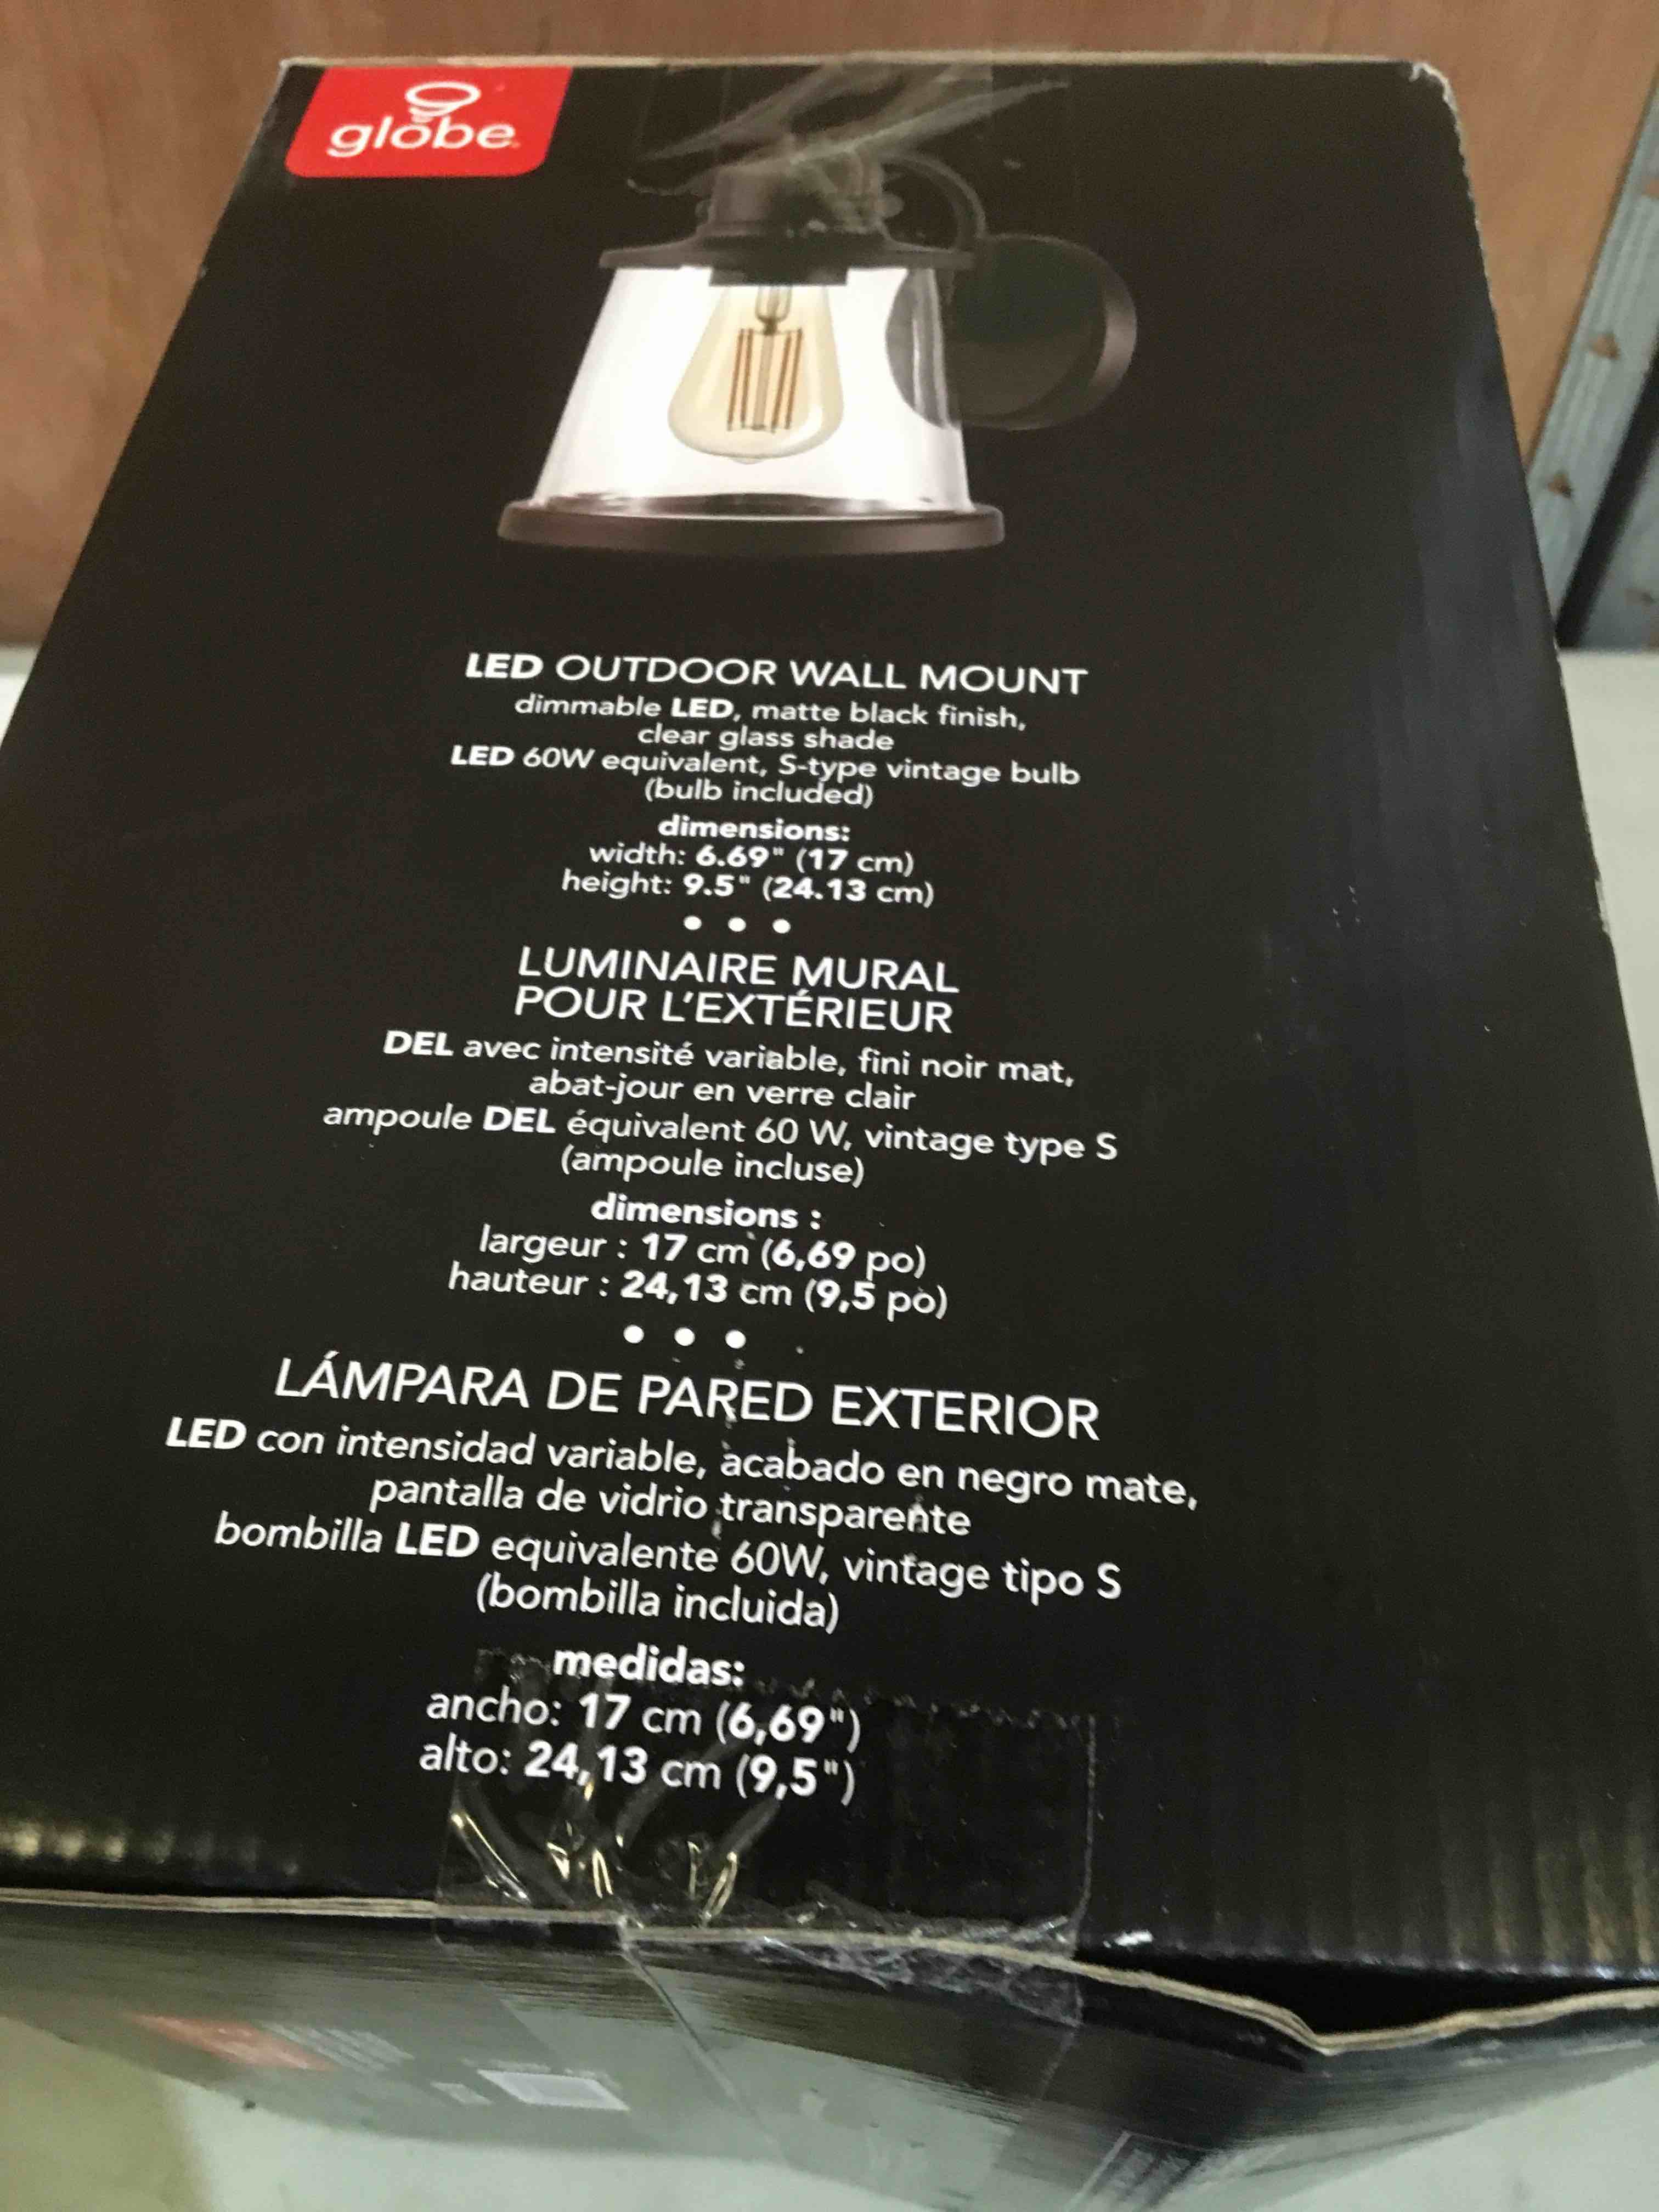 globe
LED OUTDOOR WALL MOUNT
dimmable LED, matte black finish,
clear glass shade
LED 60W equivalent, S-type vintage bulb
(bulb included)
dimensions:
width: 6.69" (17 cm)
height: 9.5" (24.13 cm)
• • •
LUMINAIRE MURAL
POUR L'EXTÉRIEUR
DEL avec intensité variable, fini noir mat,
abat-jour en verre clair
ampoule DEL équivalent 60 W, vintage type S
(ampoule incluse)
dimensions :
largeur : 17 cm (6,69 po)
hauteur : 24,13 cm (9,5 po)
• • •
LÁMPARA DE PARED EXTERIOR
LED con intensidad variable, acabado en negro mate,
pantalla de vidrio transparente
bombilla LED equivalente 60W, vintage tipo S
(bombilla incluida)
medidas:
ancho: 17 cm (6,69")
alto: 24,13 cm (9,5")